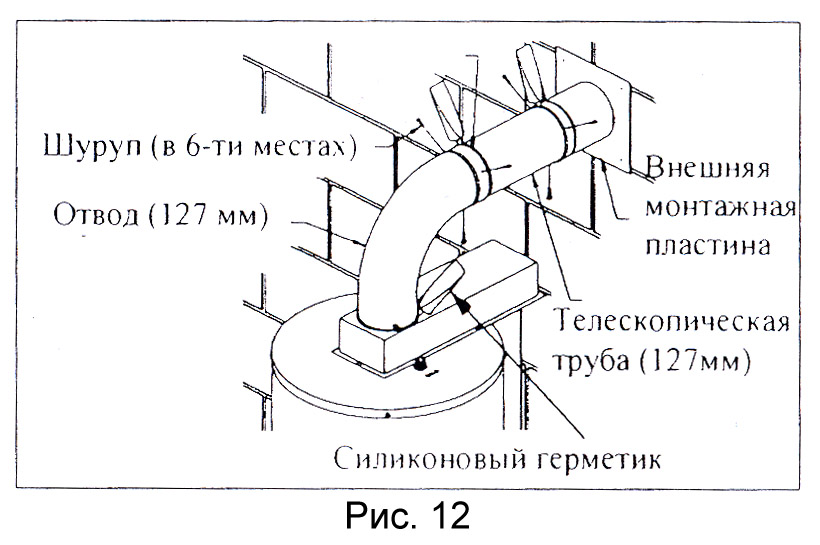 Шуруп (в 6-ти местах)
Отвод (127 мм)
Внешняя
монтажная
пластина
Телескопическая
труба (127мм)
Силиконовый герметик
Рис. 12